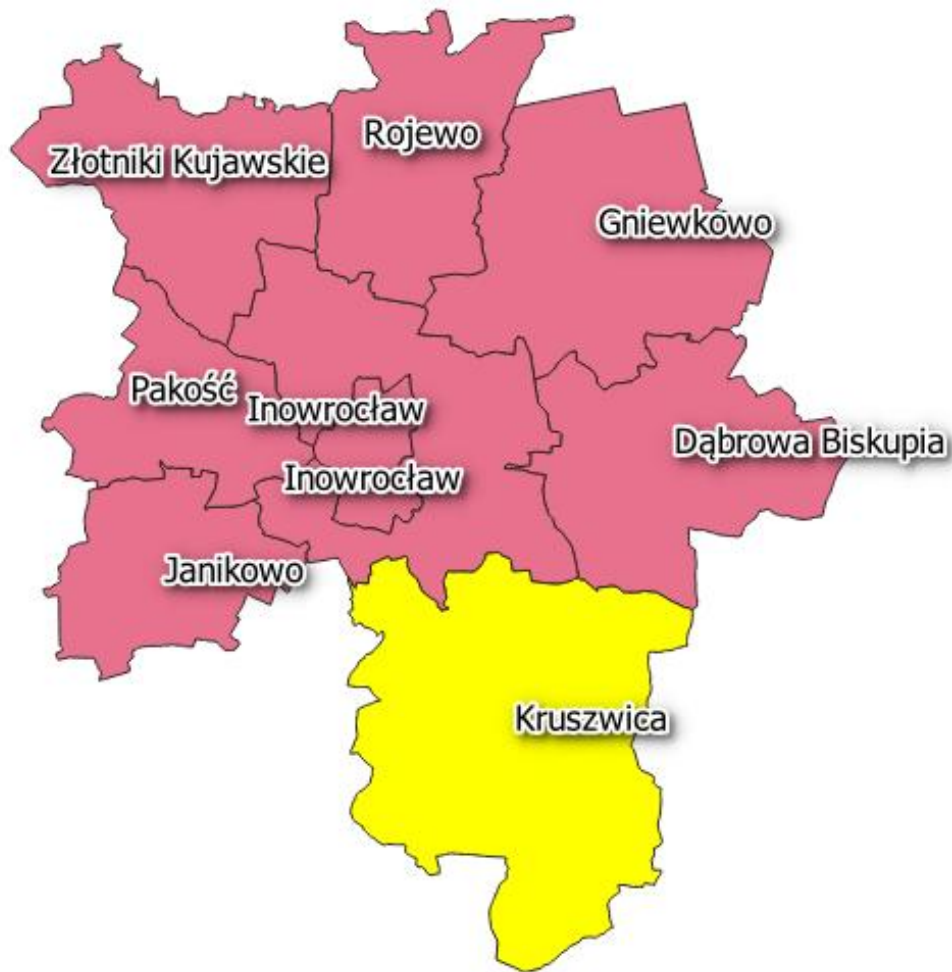 Rojewo
Złotniki Kujawskie
Gniewkowo
Pakość
Inowrocław
Dąbrowa Biskupia
Inowrocław
Janikowo
Kruszwica